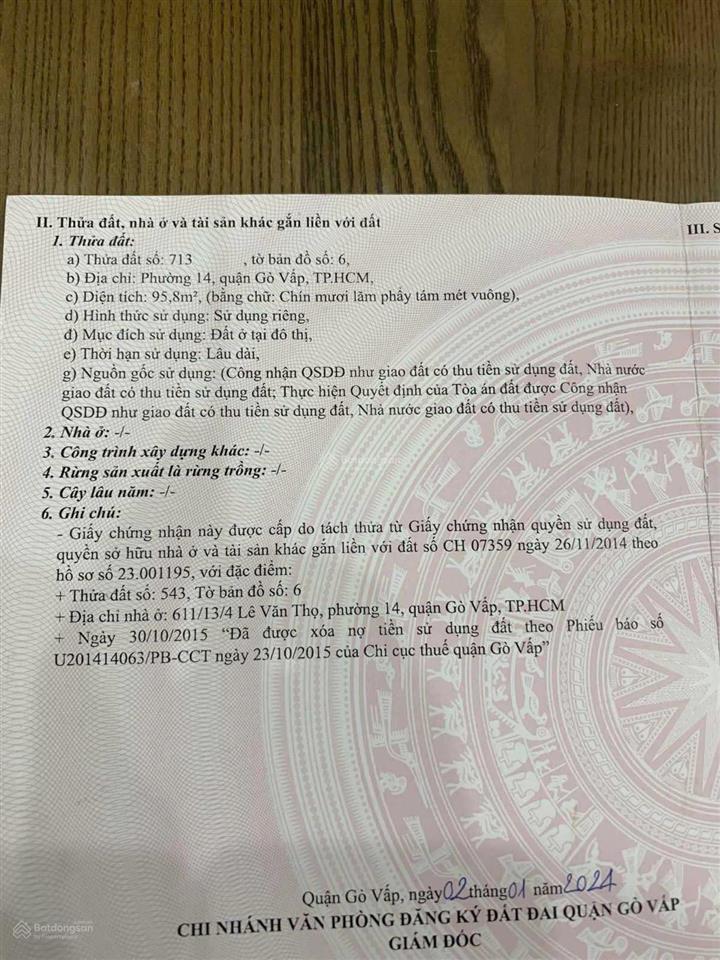 II. Thửa đất, nhà ở và tài sản khác gắn liền với đất
1. Thửa đất:
a) Thửa đất số: 713 , tờ bản đồ số: 6,
b) Địa chỉ: Phường 14, quận Gò Vấp, TP.HCM,
c) Diện tích: 95,8m², (bằng chữ: Chín mươi lăm phẩy tám mét vuông),
d) Hình thức sử dụng: Sử dụng riêng,
đ) Mục đích sử dụng: Đất ở tại đô thị,
e) Thời hạn sử dụng: Lâu dài,
g) Nguồn gốc sử dụng: (Công nhận QSDĐ như giao đất có thu tiền sử dụng đất, Nhà nước
giao đất có thu tiền sử dụng đất; Thực hiện Quyết định của Tòa án đất được Công nhận
QSDĐ như giao đất có thu tiền sử dụng đất, Nhà nước giao đất có thu tiền sử dụng đất),
2. Nhà ở: -/-
3. Công trình xây dựng khác: -/-
4. Rừng sản xuất là rừng trồng: -/-
5. Cây lâu năm: -/-
6. Ghi chú:
- Giấy chứng nhận này được cấp do tách thửa từ Giấy chứng nhận quyền sử dụng đất,
quyền sở hữu nhà ở và tài sản khác gắn liền với đất số CH 07359 ngày 26/11/2014 theo
hồ sơ số 23.001195, với đặc điểm:
+ Thửa đất số: 543, Tờ bản đồ số: 6
+ Địa chỉ nhà ở: 611/13/4 Lê Văn Thọ, phường 14, quận Gò Vấp, TP.HCM
+ Ngày 30/10/2015 “Đã được xóa nợ tiền sử dụng đất theo Phiếu báo số
U201414063/PB-CCT ngày 23/10/2015 của Chi cục thuế quận Gò Vấp”
Quận Gò Vấp, ngày 02 tháng 01 năm 2024
CHI NHÁNH VĂN PHÒNG ĐĂNG KÝ ĐẤT ĐAI QUẬN GÒ VẤP
GIÁM ĐỐC
III. S
Batdongsan